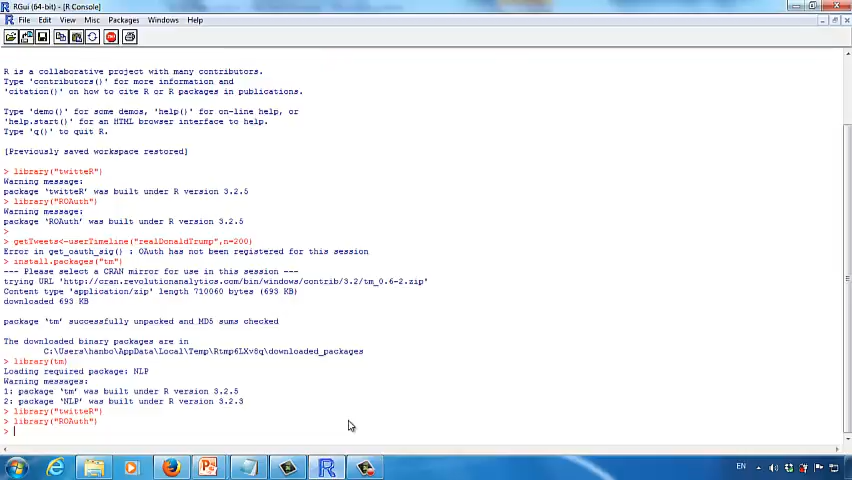 RGui (64-bit) - [R Console]
File Edit View Misc Packages Windows Help
R is a collaborative project with many contributors.
Type 'contributors()' for more information and
'citation()' on how to cite R or R packages in publications.
Type 'demo()' for some demos, 'help()' for on-line help, or
'help.start()' for an HTML browser interface to help.
Type 'q()' to quit R.
[Previously saved workspace restored]
> library("twitteR")
Warning message:
package ‘twitteR’ was built under R version 3.2.5
> library("ROAuth")
Warning message:
package ‘ROAuth’ was built under R version 3.2.5
>
> getTweets<-userTimeline("realDonaldTrump",n=200)
Error in get_oauth_sig() : OAuth has not been registered for this session
> install.packages("tm")
--- Please select a CRAN mirror for use in this session ---
trying URL 'http://cran.revolutionanalytics.com/bin/windows/contrib/3.2/tm_0.6-2.zip'
Content type 'application/zip' length 710060 bytes (693 KB)
downloaded 693 KB
package ‘tm’ successfully unpacked and MD5 sums checked
The downloaded binary packages are in
C:\Users\hanbo\AppData\Local\Temp\Rtmp6LXv8q\downloaded_packages
> library(tm)
Loading required package: NLP
Warning messages:
1: package ‘tm’ was built under R version 3.2.5
2: package ‘NLP’ was built under R version 3.2.3
> library("twitteR")
> library("ROAuth")
>
EN